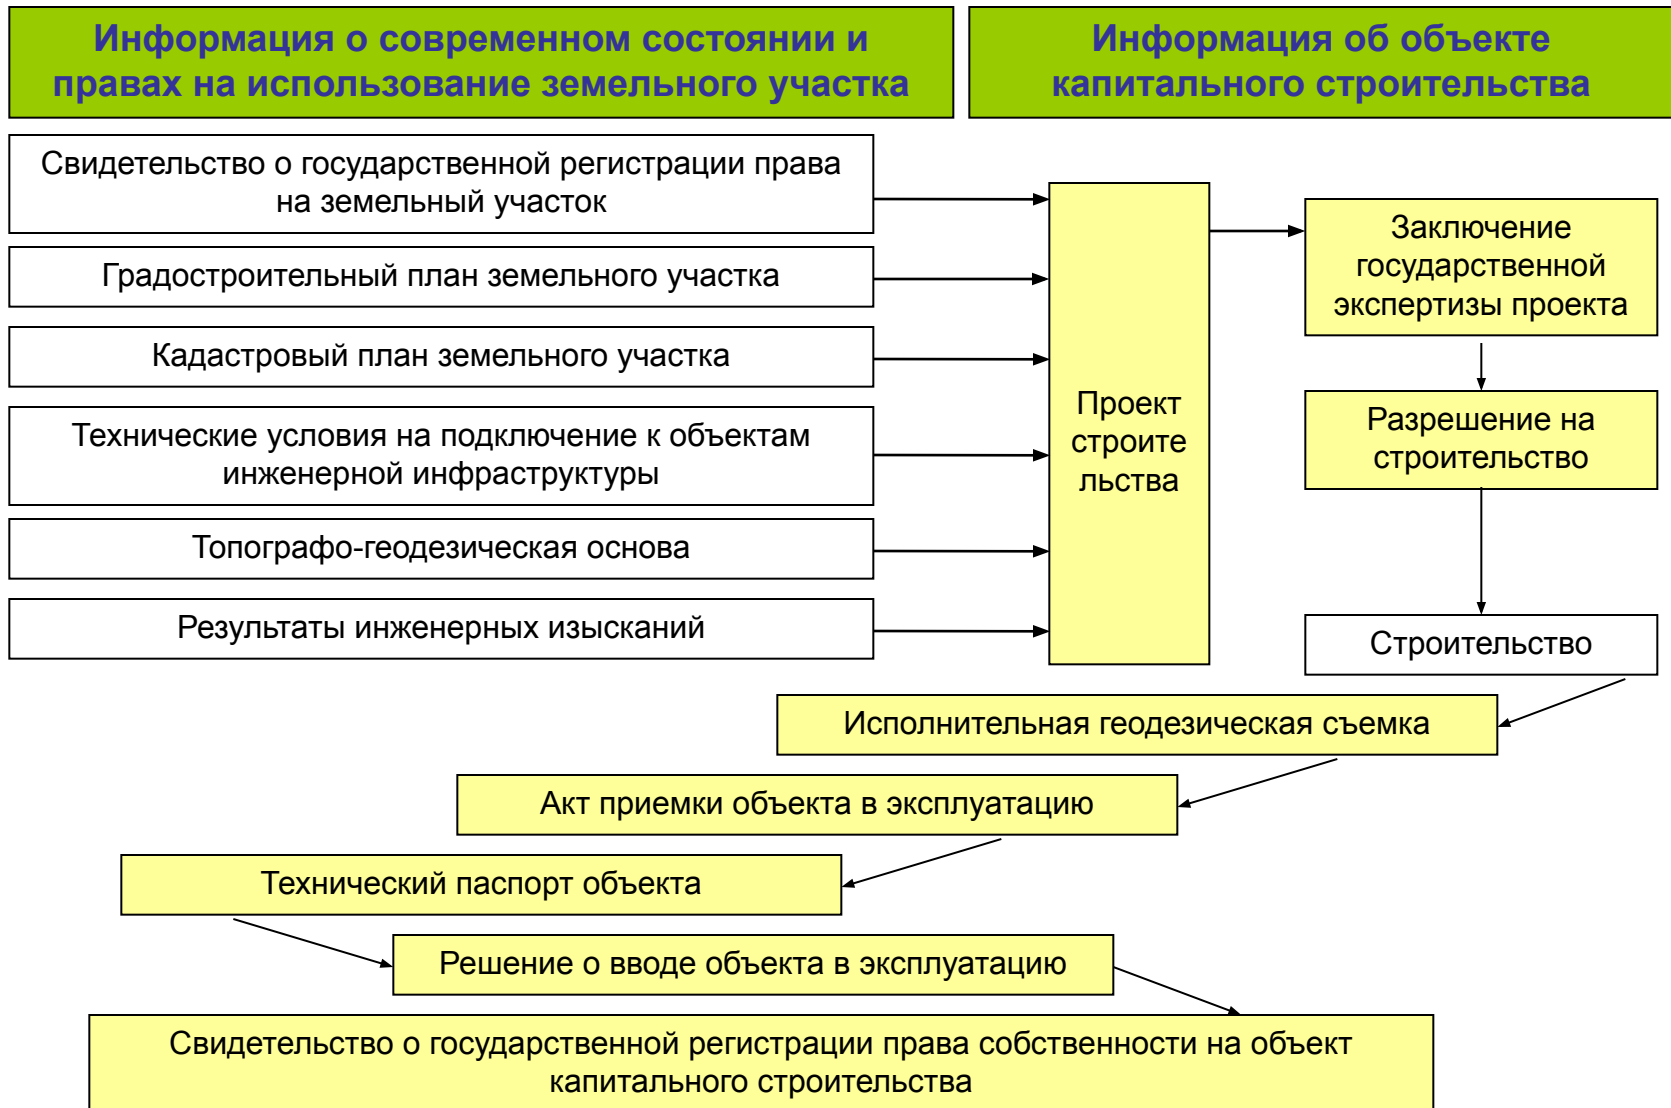 Информация о современном состоянии и
правах на использование земельного участка
Информация об объекте
капитального строительства
Свидетельство о государственной регистрации права
на земельный участок
Градостроительный план земельного участка
Кадастровый план земельного участка
Технические условия на подключение к объектам
инженерной инфраструктуры
Топографо-геодезическая основа
Результаты инженерных изысканий
Проект
строите
льства
Заключение
государственной
экспертизы проекта
Разрешение на
строительство
Строительство
Исполнительная геодезическая съемка
Акт приемки объекта в эксплуатацию
Технический паспорт объекта
Решение о вводе объекта в эксплуатацию
Свидетельство о государственной регистрации права собственности на объект
капитального строительства